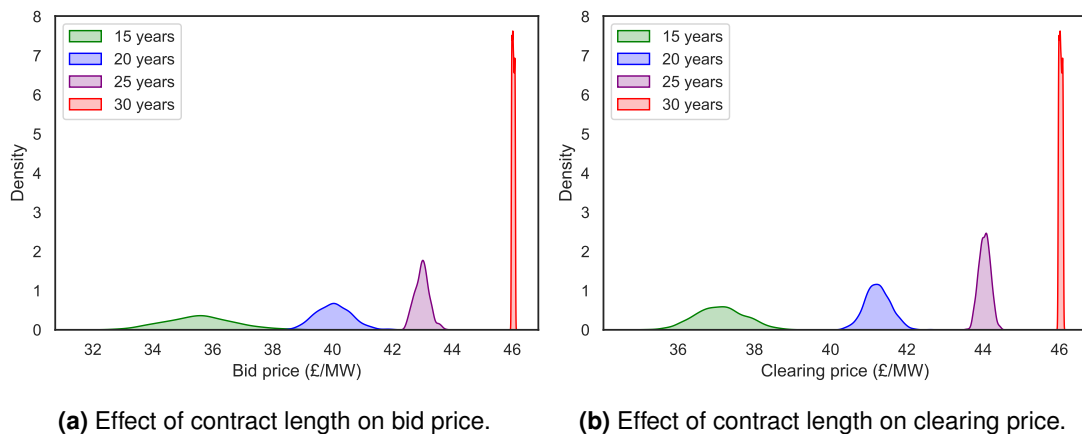 8
7
6
5
4
3
2
1
0
Density
15 years
20 years
25 years
30 years
32 34 36 38 40 42 44 46
Bid price (£/MW)
(a) Effect of contract length on bid price.
8
7
6
5
4
3
2
1
0
Density
15 years
20 years
25 years
30 years
36 38 40 42 44 46
Clearing price (£/MW)
(b) Effect of contract length on clearing price.